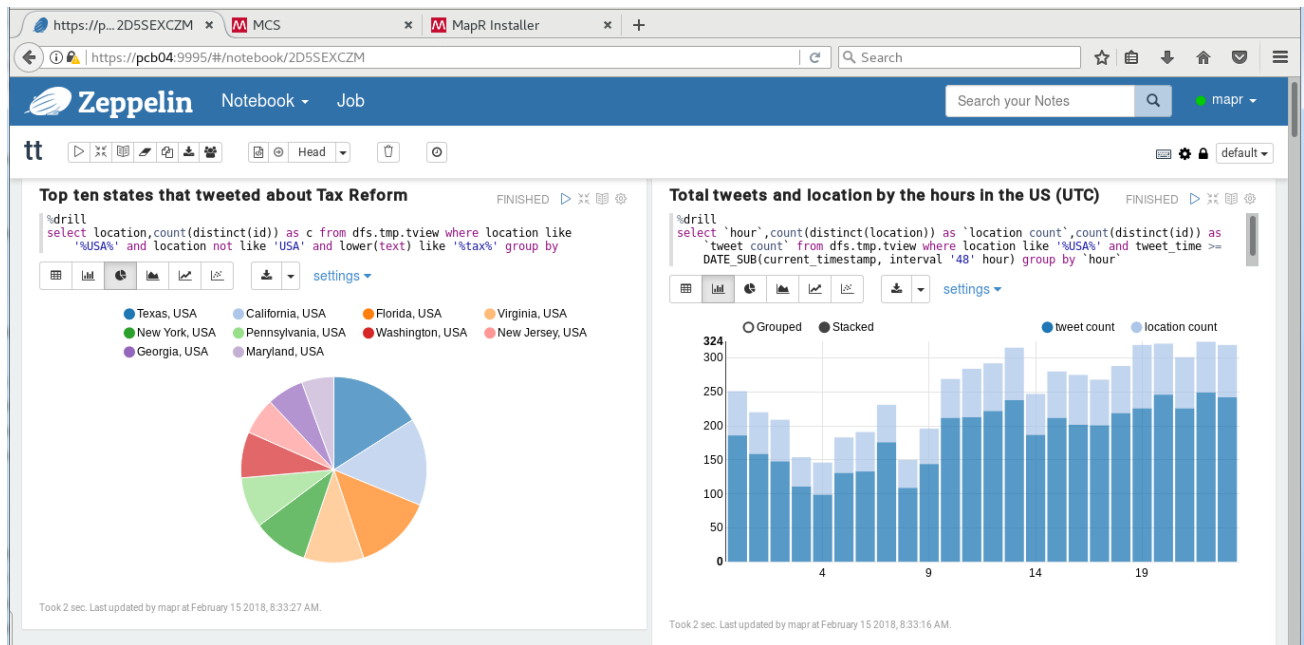 https://p... 2D5SEXCZM
MCS
MapR Installer
https://pcb04:9995/#/notebook/2D5SEXCZM
Search
Zeppelin
Notebook
Job
Search your Notes
mapr
tt
Head
default
Top ten states that tweeted about Tax Reform
FINISHED
%drill
select location,count(distinct(id)) as c from dfs.tmp.tview where location like
'%USA%' and location not like 'USA' and lower(text) like '%tax%' group by
settings
Texas, USA
California, USA
Florida, USA
Virginia, USA
New York, USA
Pennsylvania, USA
Washington, USA
New Jersey, USA
Georgia, USA
Maryland, USA
Took 2 sec. Last updated by mapr at February 15 2018, 8:33:27 AM.
Total tweets and location by the hours in the US (UTC)
FINISHED
%drill
select `hour`,count(distinct(location)) as `location count`,count(distinct(id)) as
`tweet count` from dfs.tmp.tview where location like '%USA%' and tweet_time >=
DATE_SUB(current_timestamp, interval '48' hour) group by `hour`
settings
Grouped
Stacked
tweet count
location count
324
300
250
200
150
100
50
0
4
9
14
19
Took 2 sec. Last updated by mapr at February 15 2018, 8:33:16 AM.